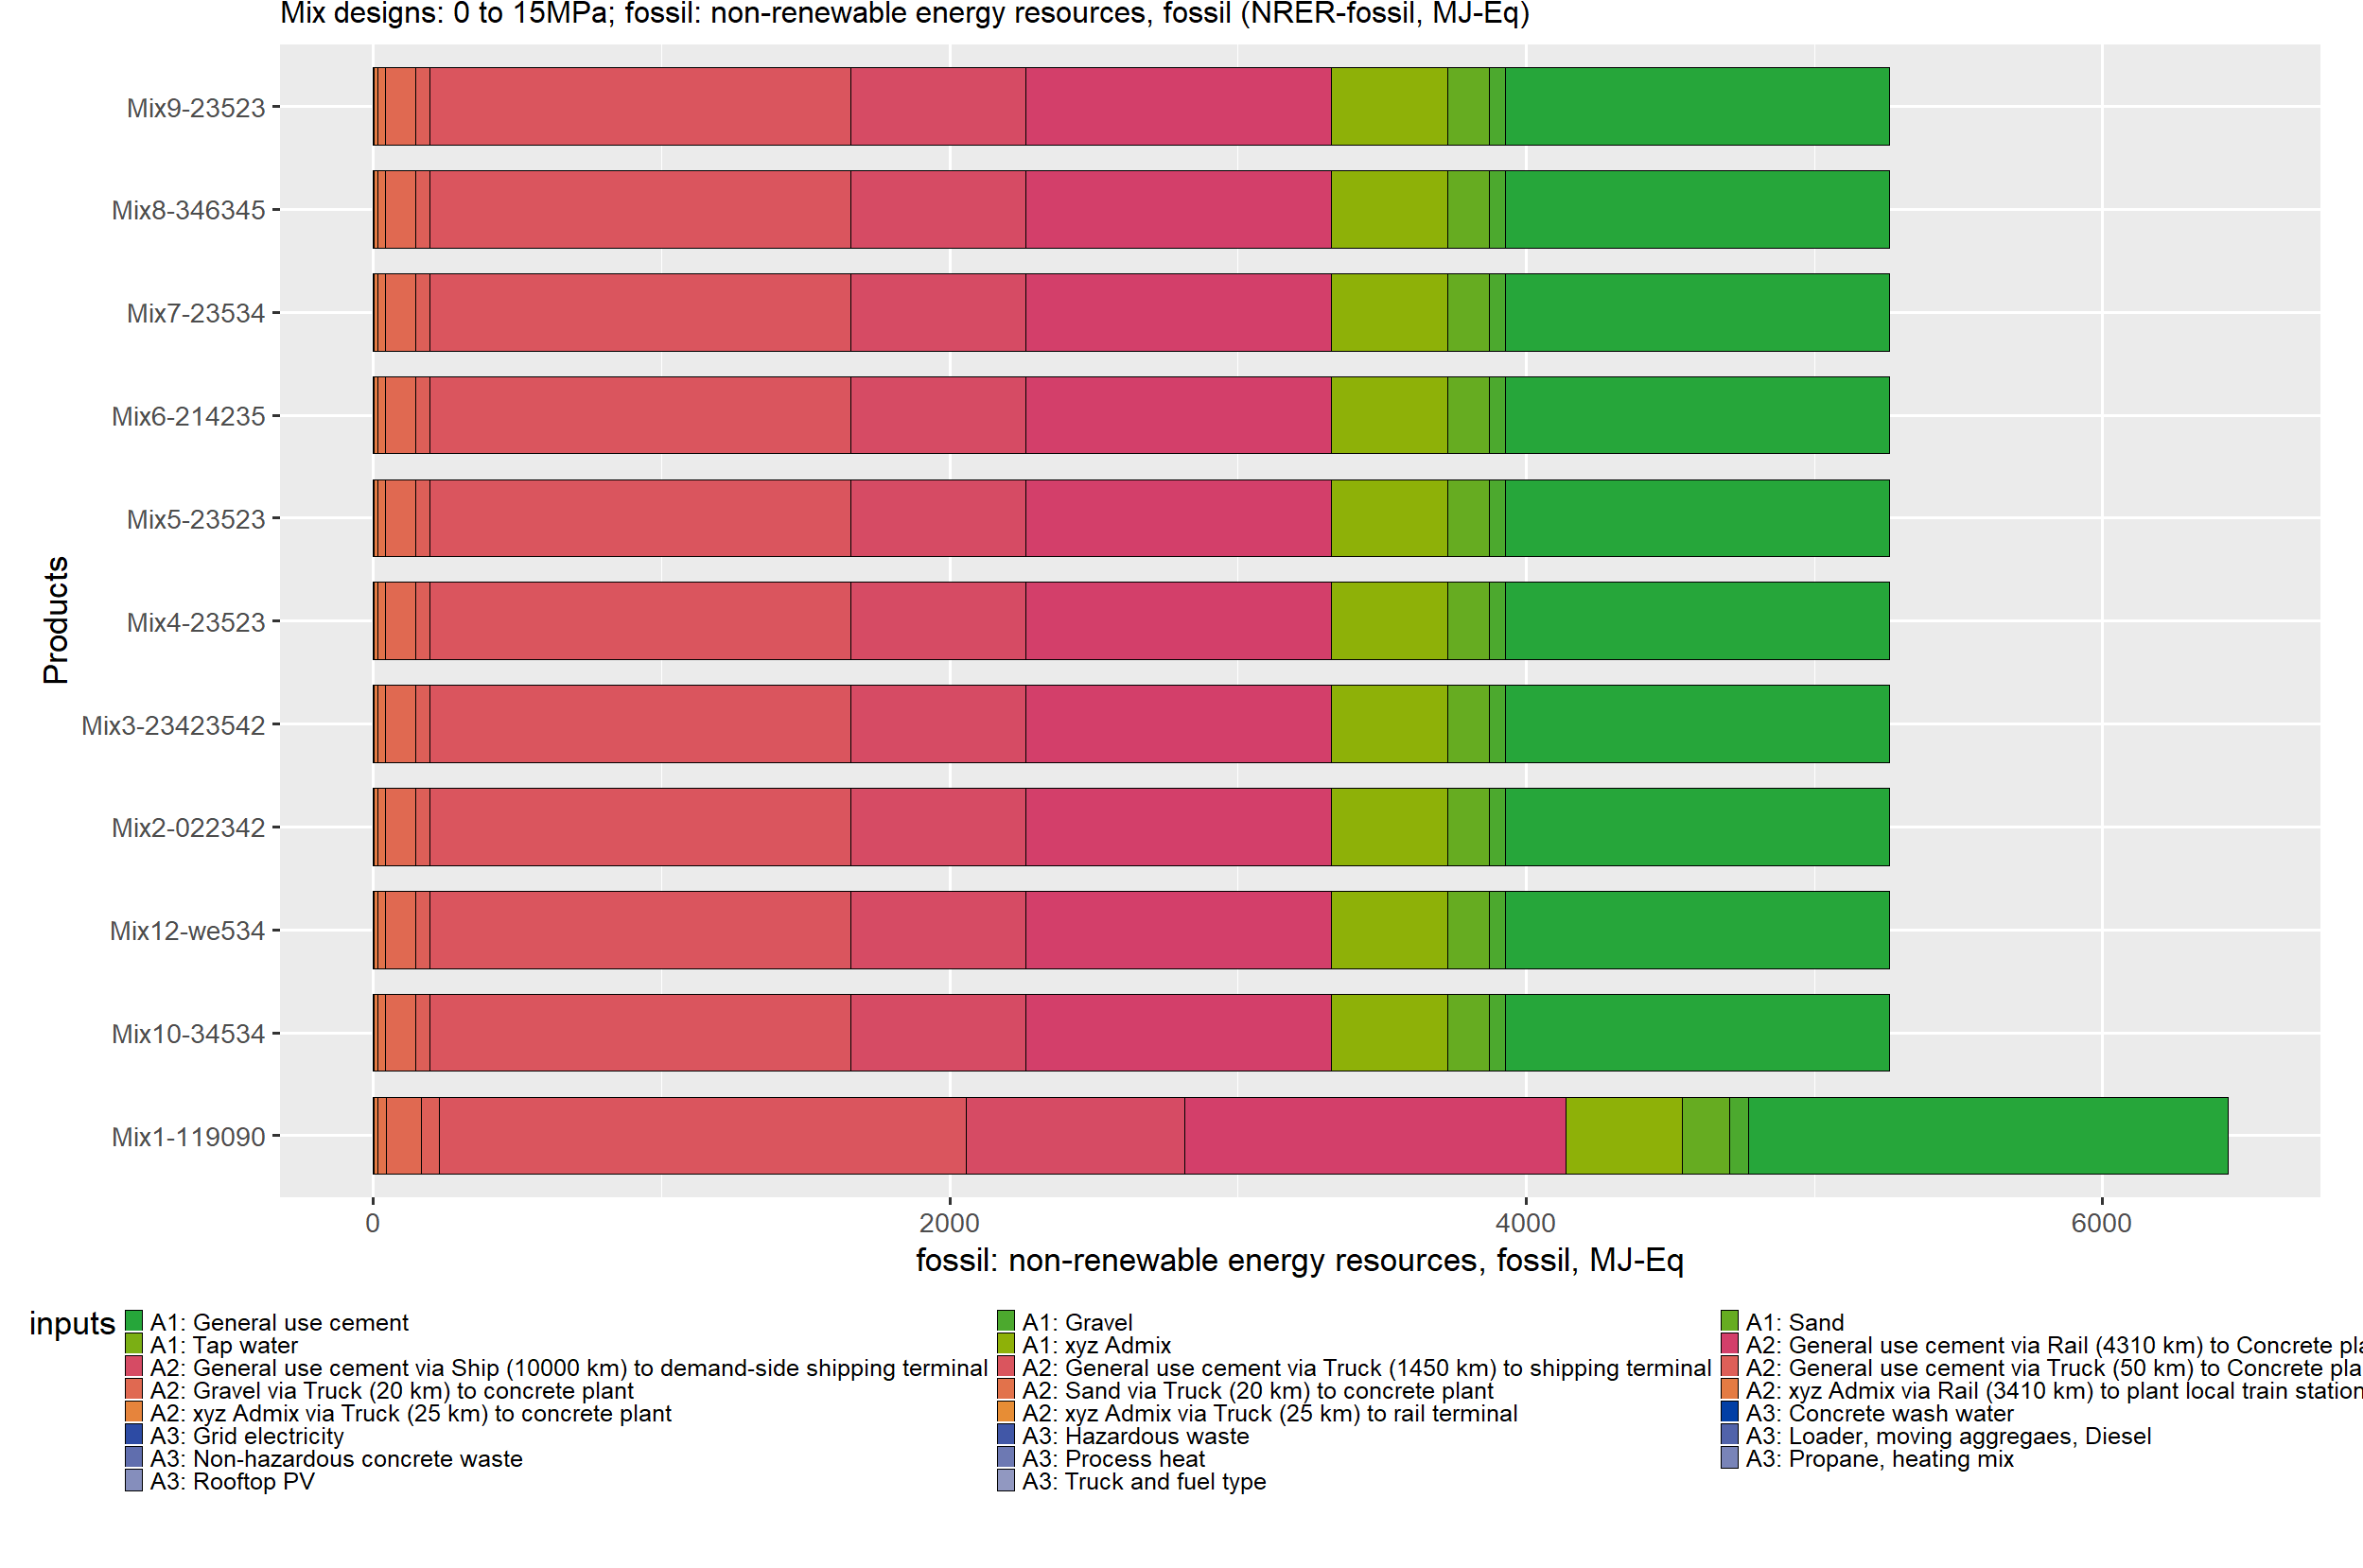 Mix designs: 0 to 15MPa; fossil: non-renewable energy resources, fossil (NRER-fossil, MJ-Eq)
Mix9-23523
Mix8-346345
Mix7-23534
Mix6-214235
Mix5-23523
Mix4-23523
Mix3-23423542
Mix2-022342
Mix12-we534
Mix10-34534
Mix1-119090
Products
0 2000 4000 6000
fossil: non-renewable energy resources, fossil, MJ-Eq
inputs
A1: General use cement A1: Gravel A1: Sand
A1: Tap water A1: xyz Admix A2: General use cement via Rail (4310 km) to Concrete pla
A2: General use cement via Ship (10000 km) to demand-side shipping terminal A2: General use cement via Truck (1450 km) to shipping terminal A2: General use cement via Truck (50 km) to Concrete pla
A2: Gravel via Truck (20 km) to concrete plant A2: Sand via Truck (20 km) to concrete plant A2: xyz Admix via Rail (3410 km) to plant local train station
A2: xyz Admix via Truck (25 km) to concrete plant A2: xyz Admix via Truck (25 km) to rail terminal A3: Concrete wash water
A3: Grid electricity A3: Hazardous waste A3: Loader, moving aggregaes, Diesel
A3: Non-hazardous concrete waste A3: Process heat A3: Propane, heating mix
A3: Rooftop PV A3: Truck and fuel type